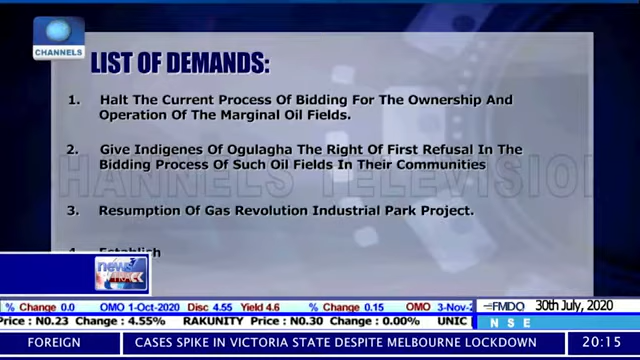 CHANNELS
LIST OF DEMANDS:
1. Halt The Current Process Of Bidding For The Ownership And
Operation Of The Marginal Oil Fields.
2. Give Indigenes Of Ogulagha The Right Of First Refusal In The
Bidding Process Of Such Oil Fields In Their Communities
CHANNELS TELEVISION
3. Resumption Of Gas Revolution Industrial Park Project.
4 Establish
news
TRACK
% Change 0.0 OMO 1-Oct-2020 Disc 4.55 Yield 4.6 % Change 0.15 OMO 3-Nov-2
FMDQ 30th July, 2020
Price : N0.23 Change : 4.55% RAKUNITY Price : N0.30 Change : 0.00% UNIC
NSE
FOREIGN CASES SPIKE IN VICTORIA STATE DESPITE MELBOURNE LOCKDOWN 20:15